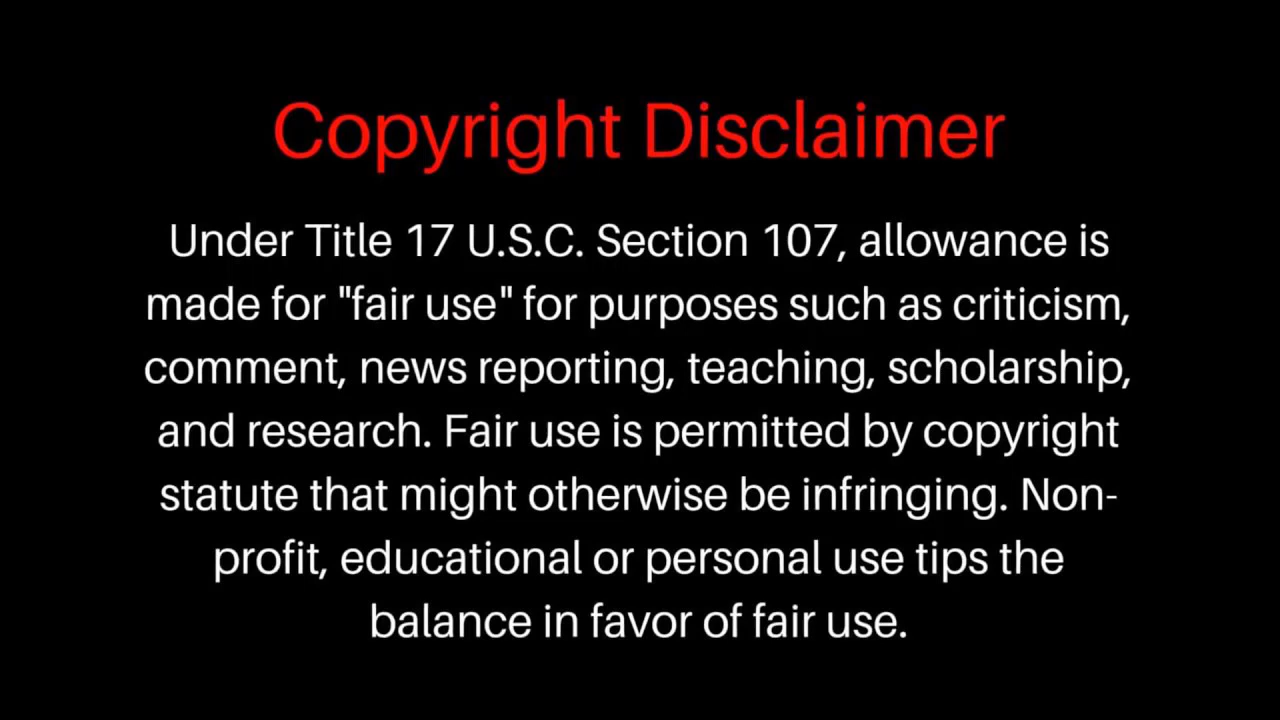 Copyright Disclaimer
Under Title 17 U.S.C. Section 107, allowance is
made for "fair use" for purposes such as criticism,
comment, news reporting, teaching, scholarship,
and research. Fair use is permitted by copyright
statute that might otherwise be infringing. Non-
profit, educational or personal use tips the
balance in favor of fair use.